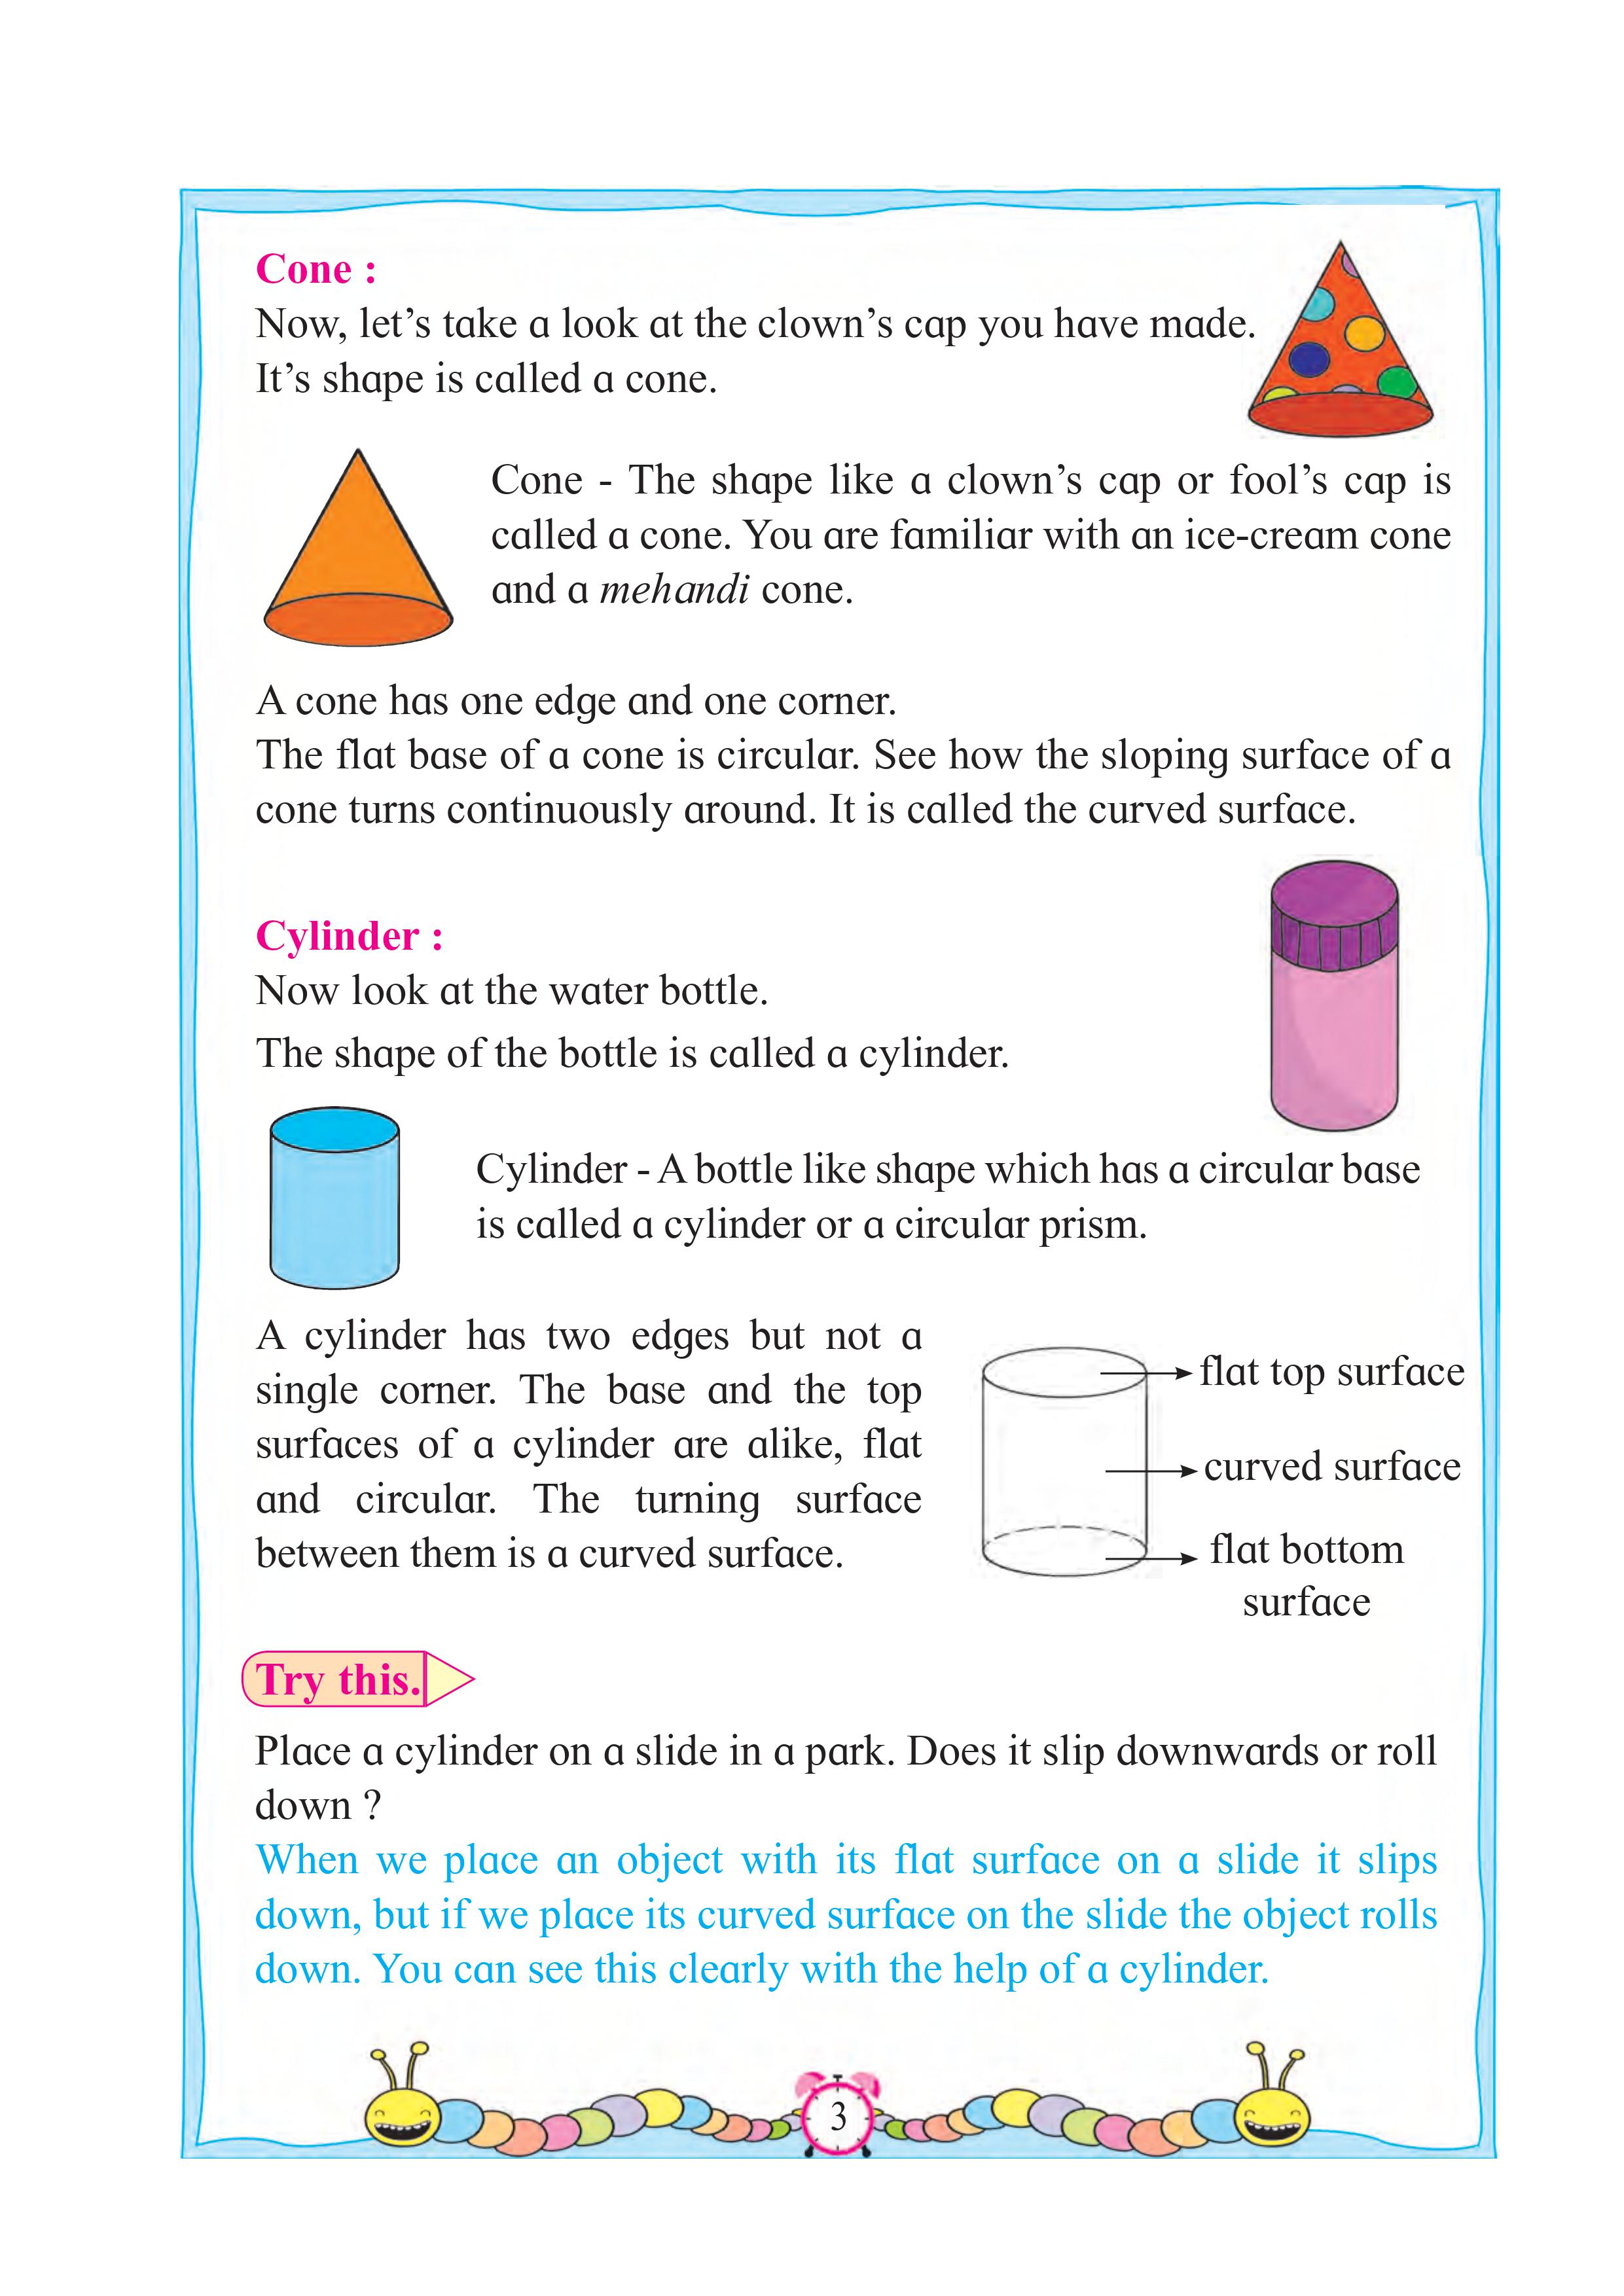 Cone :
Now, let’s take a look at the clown’s cap you have made.
It’s shape is called a cone.
Cone - The shape like a clown’s cap or fool’s cap is
called a cone. You are familiar with an ice-cream cone
and a mehandi cone.
A cone has one edge and one corner.
The flat base of a cone is circular. See how the sloping surface of a
cone turns continuously around. It is called the curved surface.
Cylinder :
Now look at the water bottle.
The shape of the bottle is called a cylinder.
Cylinder - A bottle like shape which has a circular base
is called a cylinder or a circular prism.
A cylinder has two edges but not a
single corner. The base and the top
surfaces of a cylinder are alike, flat
and circular. The turning surface
between them is a curved surface.
flat top surface
curved surface
flat bottom
surface
Try this.
Place a cylinder on a slide in a park. Does it slip downwards or roll
down ?
When we place an object with its flat surface on a slide it slips
down, but if we place its curved surface on the slide the object rolls
down. You can see this clearly with the help of a cylinder.
3